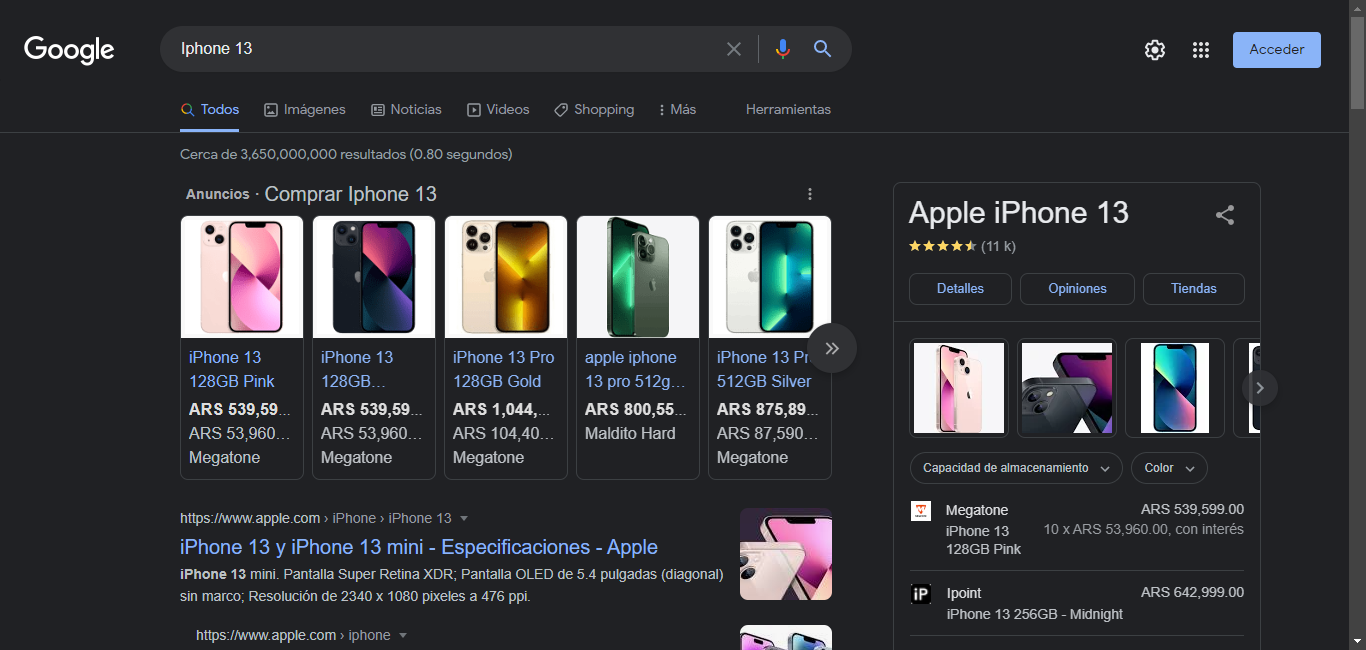 Google
Iphone 13
Acceder
Todos
Imágenes
Noticias
Videos
Shopping
Más
Herramientas
Cerca de 3,650,000,000 resultados (0.80 segundos)
Anuncios · Comprar Iphone 13
iPhone 13
128GB Pink
ARS 539,59...
ARS 53,960...
Megatone
iPhone 13
128GB...
ARS 539,59...
ARS 53,960...
Megatone
iPhone 13 Pro
128GB Gold
ARS 1,044,...
ARS 104,40...
Megatone
apple iphone
13 pro 512g...
ARS 800,55...
Maldito Hard
iPhone 13 Pr
512GB Silver
ARS 875,89...
ARS 87,590...
Megatone
https://www.apple.com › iPhone › iPhone 13
iPhone 13 y iPhone 13 mini - Especificaciones - Apple
iPhone 13 mini. Pantalla Super Retina XDR; Pantalla OLED de 5.4 pulgadas (diagonal)
sin marco; Resolución de 2340 x 1080 pixeles a 476 ppi.
https://www.apple.com › iphone
Apple iPhone 13
(11 k)
Detalles
Opiniones
Tiendas
Capacidad de almacenamiento
Color
Megatone
ARS 539,599.00
iPhone 13
128GB Pink
10 x ARS 53,960.00, con interés
iP
Ipoint
ARS 642,999.00
iPhone 13 256GB - Midnight